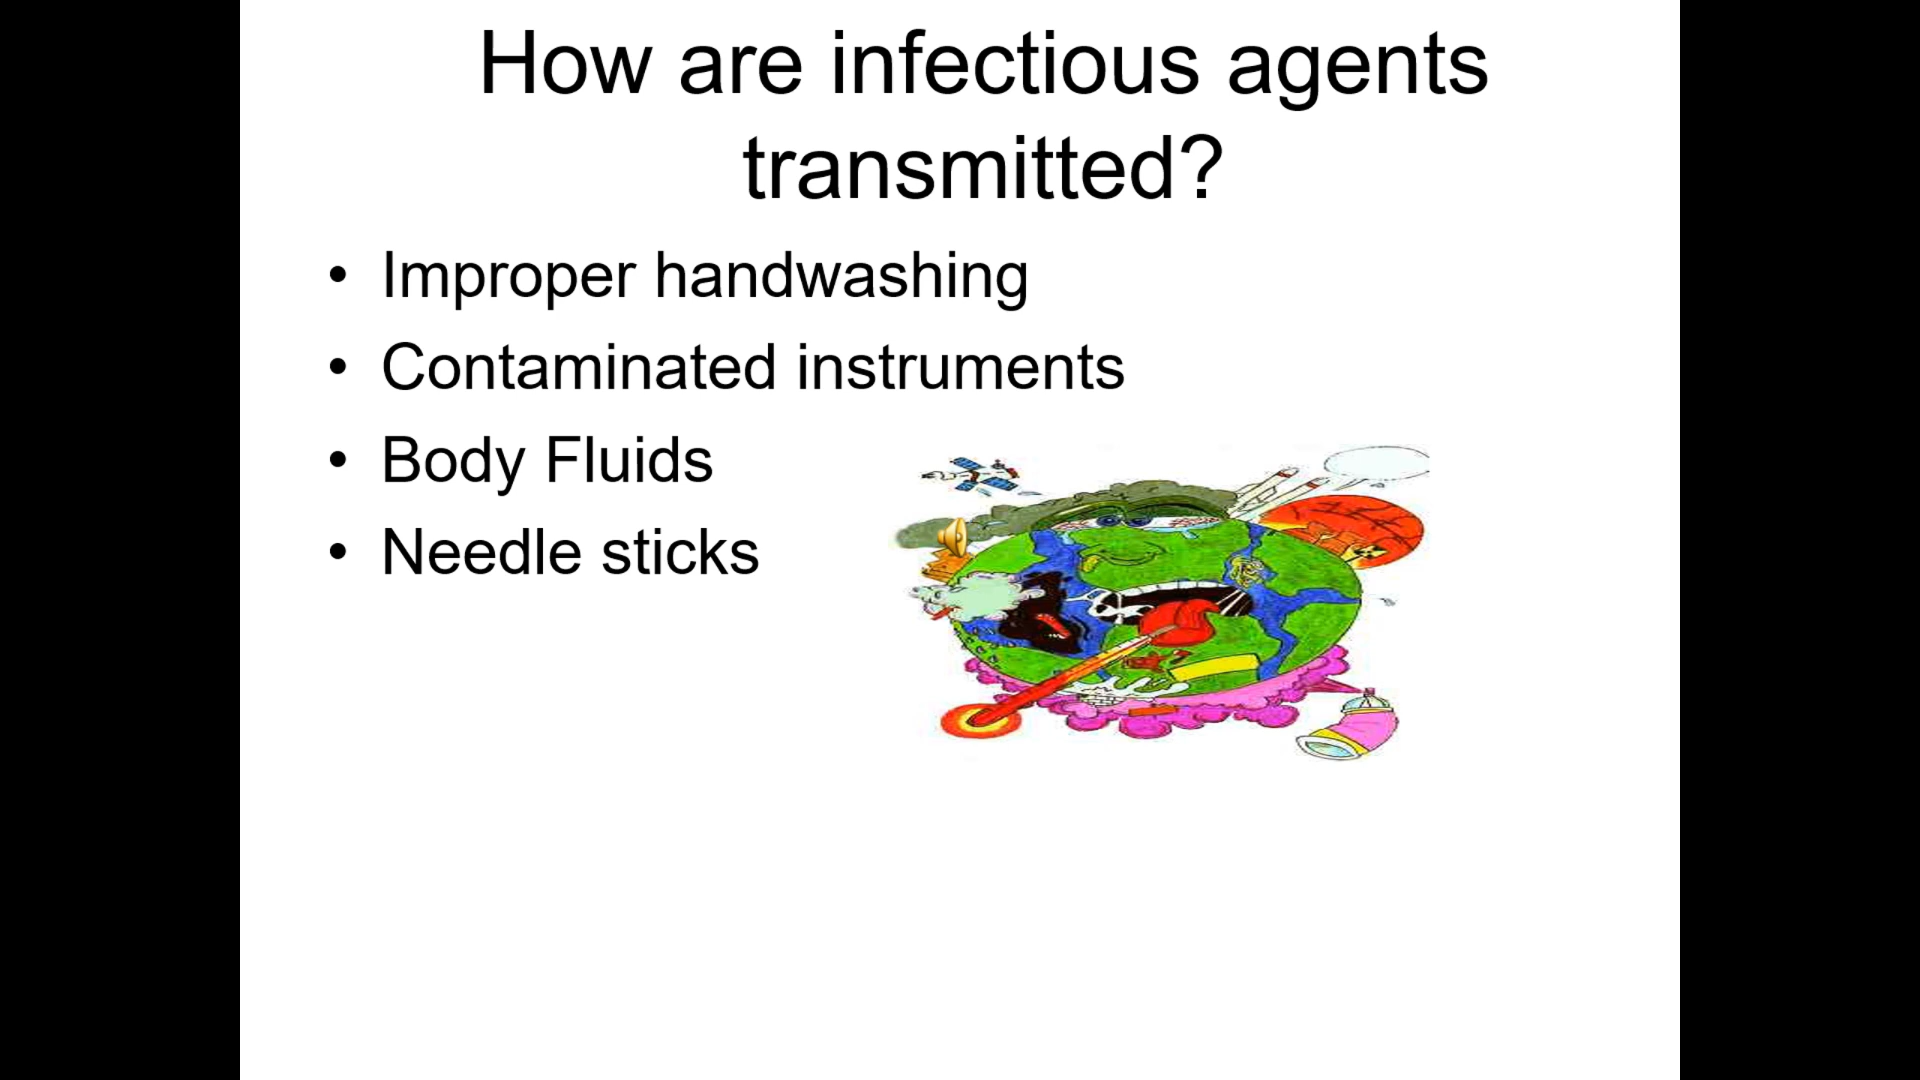 How are infectious agents
transmitted?
• Improper handwashing
• Contaminated instruments
• Body Fluids
• Needle sticks